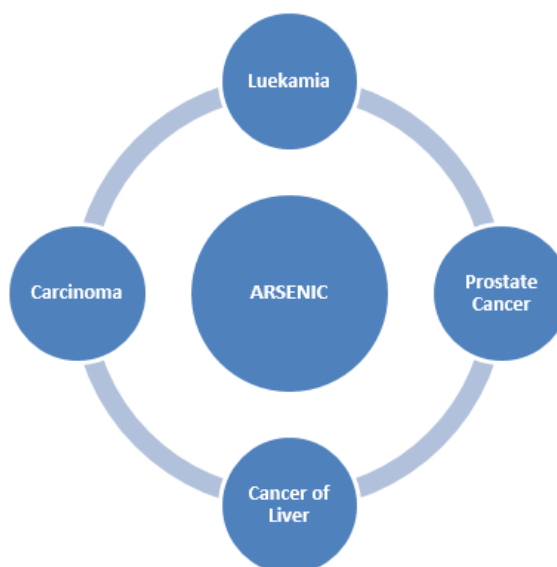 Luekamia
Carcinoma
ARSENIC
Prostate
Cancer
Cancer of
Liver